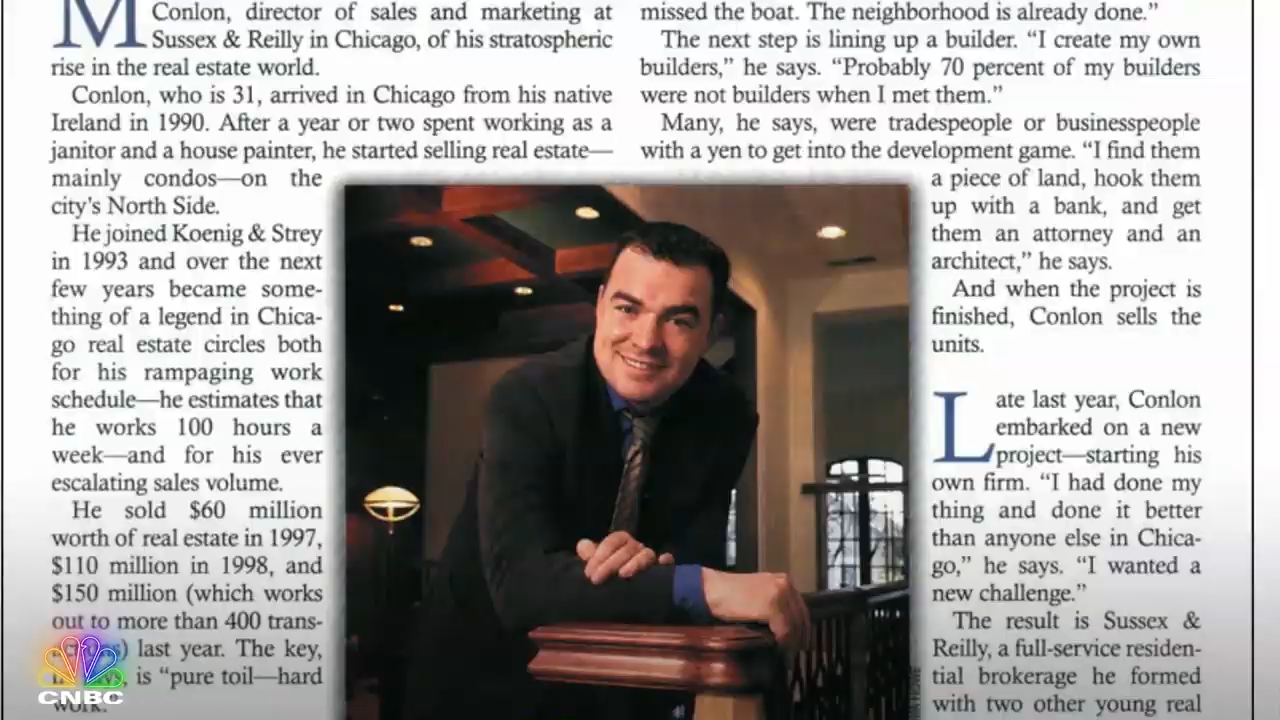 M Conlon, director of sales and marketing at
Sussex & Reilly in Chicago, of his stratospheric
rise in the real estate world.
Conlon, who is 31, arrived in Chicago from his native
Ireland in 1990. After a year or two spent working as a
janitor and a house painter, he started selling real estate—
mainly condos—on the
city's North Side.
He joined Koenig & Strey
in 1993 and over the next
few years became some-
thing of a legend in Chica-
go real estate circles both
for his rampaging work
schedule—he estimates that
he works 100 hours a
week—and for his ever
escalating sales volume.
He sold $60 million
worth of real estate in 1997,
$110 million in 1998, and
$150 million (which works
out to more than 400 trans-
) last year. The key,
is “pure toil—hard
work.
missed the boat. The neighborhood is already done.”
The next step is lining up a builder. “I create my own
builders,” he says. “Probably 70 percent of my builders
were not builders when I met them.”
Many, he says, were tradespeople or businesspeople
with a yen to get into the development game. “I find them
a piece of land, hook them
up with a bank, and get
them an attorney and an
architect,” he says.
And when the project is
finished, Conlon sells the
units.
Late last year, Conlon
embarked on a new
project—starting his
own firm. “I had done my
thing and done it better
than anyone else in Chica-
go,” he says. “I wanted a
new challenge.”
The result is Sussex &
Reilly, a full-service residen-
tial brokerage he formed
with two other young real
CNBC